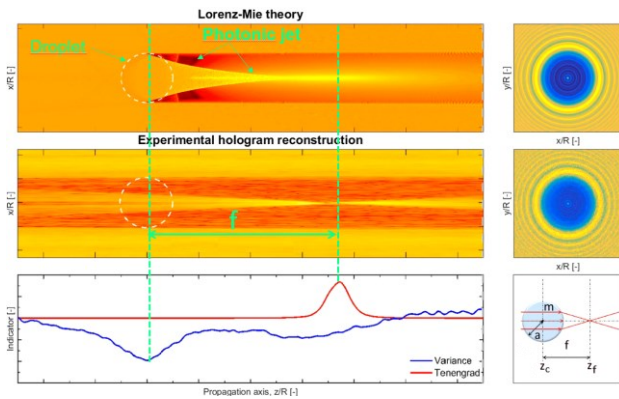 Lorenz-Mie theory
Droplet
Photonic jet
x/R [-]
y/R [-]
x/R [-]
Experimental hologram reconstruction
x/R [-]
f
y/R [-]
x/R [-]
Indicator [-]
Variance
Tenengrad
Propagation axis, z/R [-]
m
a
f
z_c
z_f